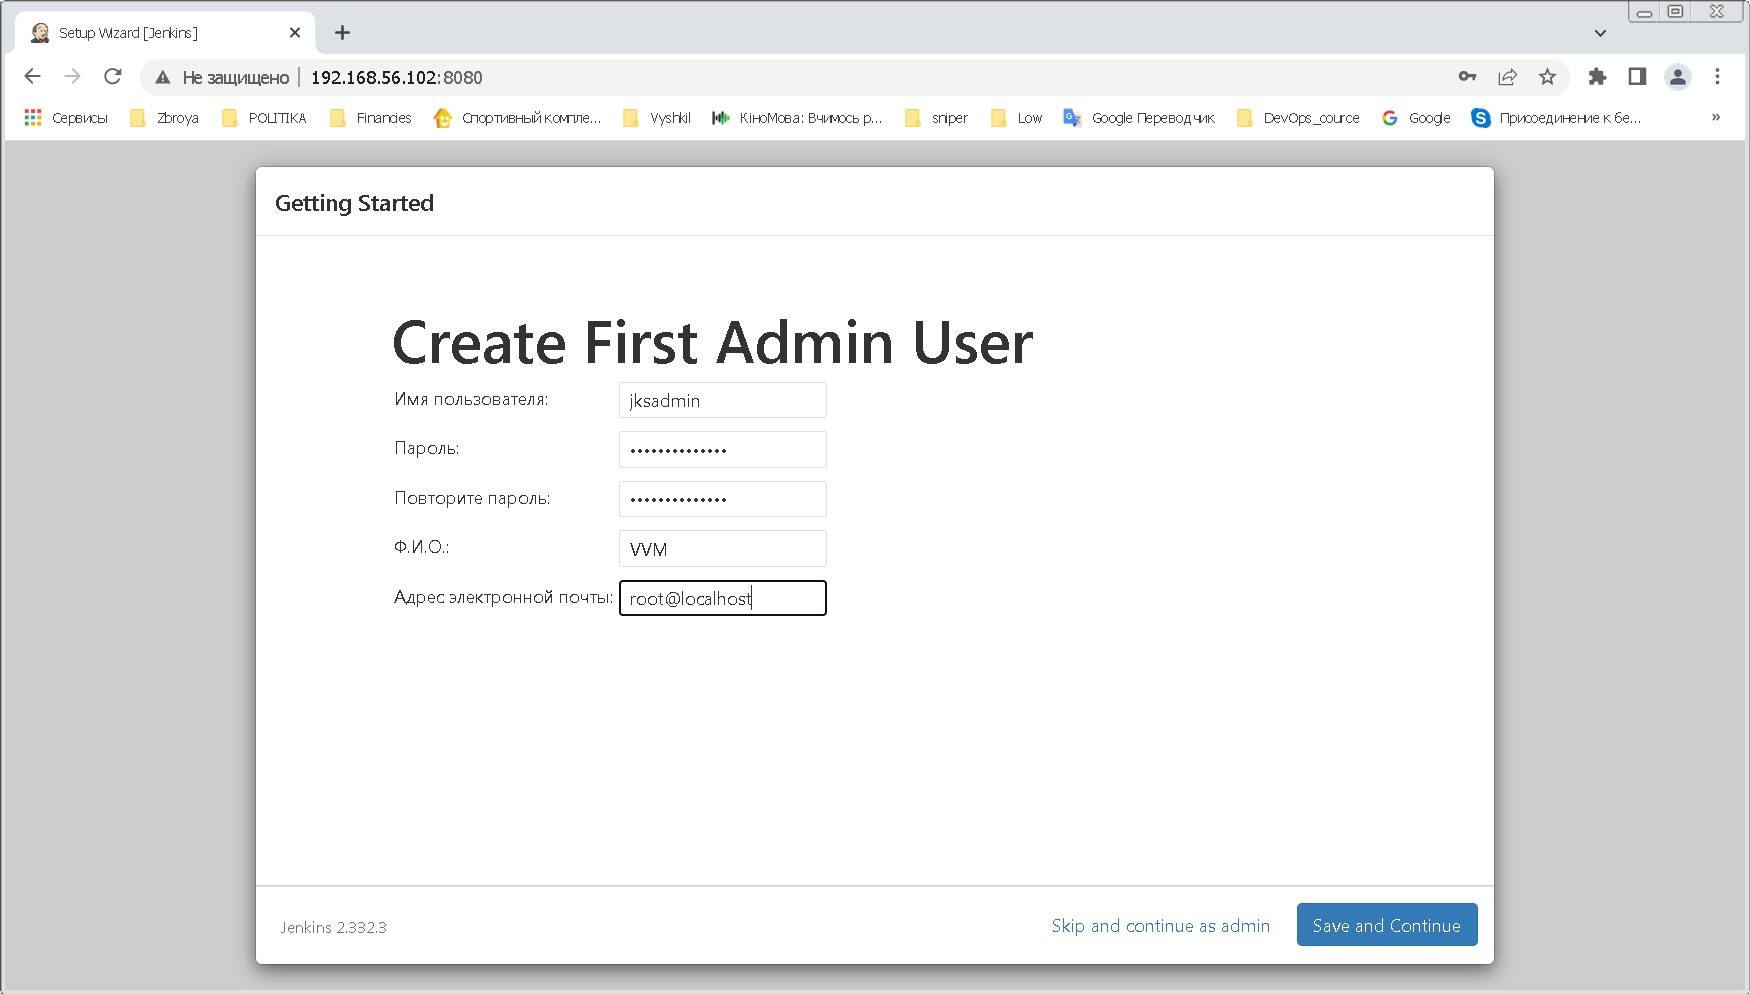 Setup Wizard [Jenkins]
Не защищено 192.168.56.102:8080
Сервисы Zbroya POLITIKA Financies Спортивный компле... Vyshkil КіноМова: Вчимось р... sniper Low Google Переводчик DevOps_cource Google Присоединение к бе... »
Getting Started
Create First Admin User
Имя пользователя: jksadmin
Пароль: ••••••••••••••
Повторите пароль: ••••••••••••••
Ф.И.О.: VVM
Адрес электронной почты: root@localhost
Jenkins 2.332.3 Skip and continue as admin Save and Continue